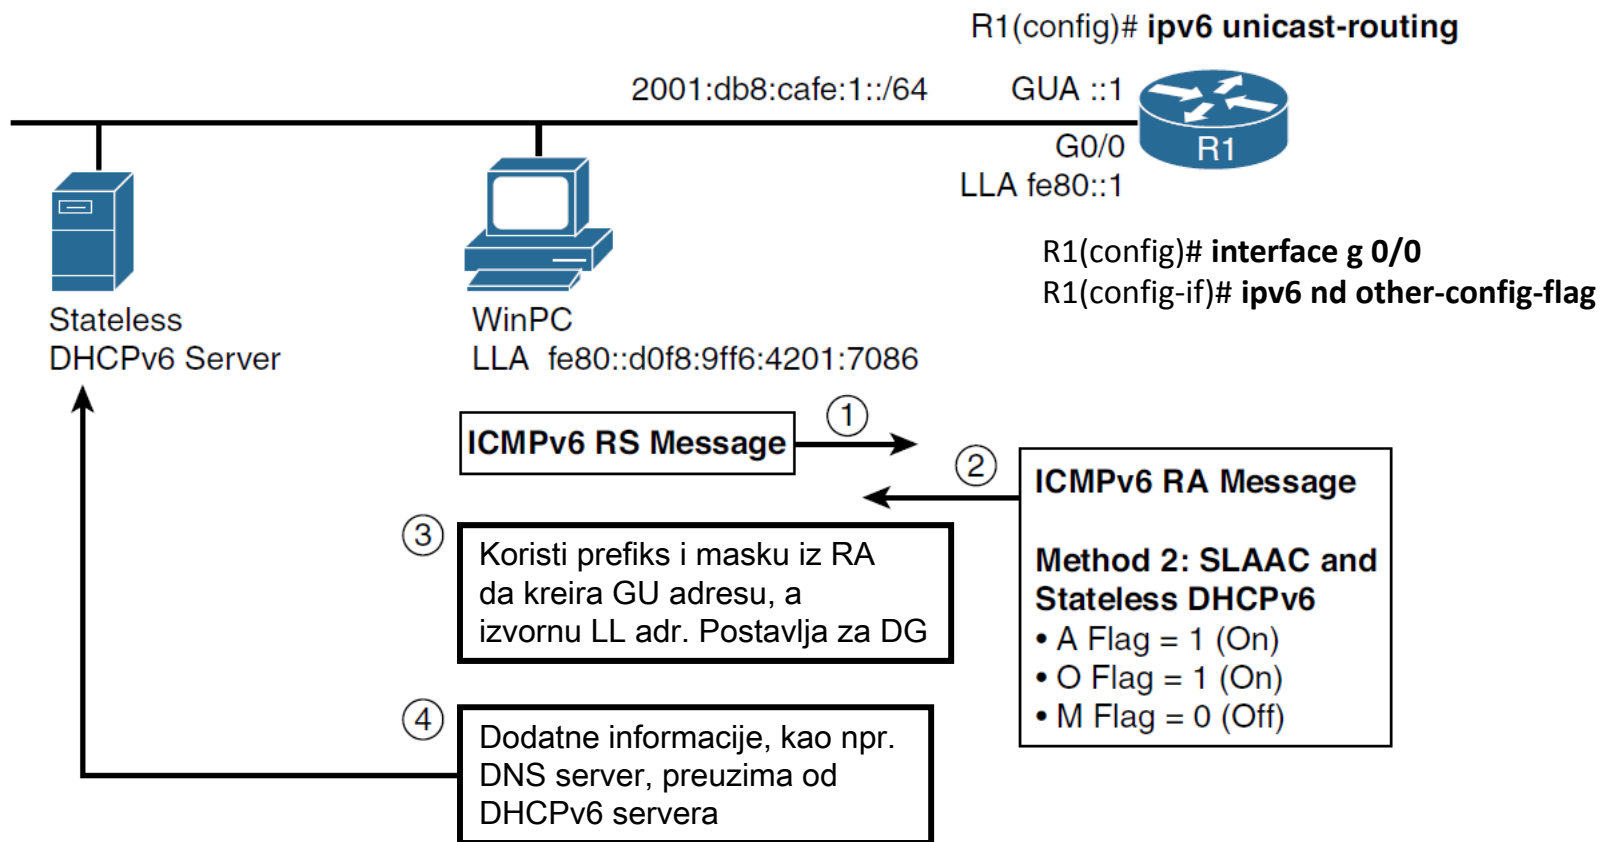 R1(config)# ipv6 unicast-routing
2001:db8:cafe:1::/64
GUA ::1
G0/0
R1
LLA fe80::1
R1(config)# interface g 0/0
R1(config-if)# ipv6 nd other-config-flag
Stateless
DHCPv6 Server
WinPC
LLA fe80::d0f8:9ff6:4201:7086
ICMPv6 RS Message
1
2
ICMPv6 RA Message
Method 2: SLAAC and
Stateless DHCPv6
• A Flag = 1 (On)
• O Flag = 1 (On)
• M Flag = 0 (Off)
3
Koristi prefiks i masku iz RA
da kreira GU adresu, a
izvornu LL adr. Postavlja za DG
4
Dodatne informacije, kao npr.
DNS server, preuzima od
DHCPv6 servera